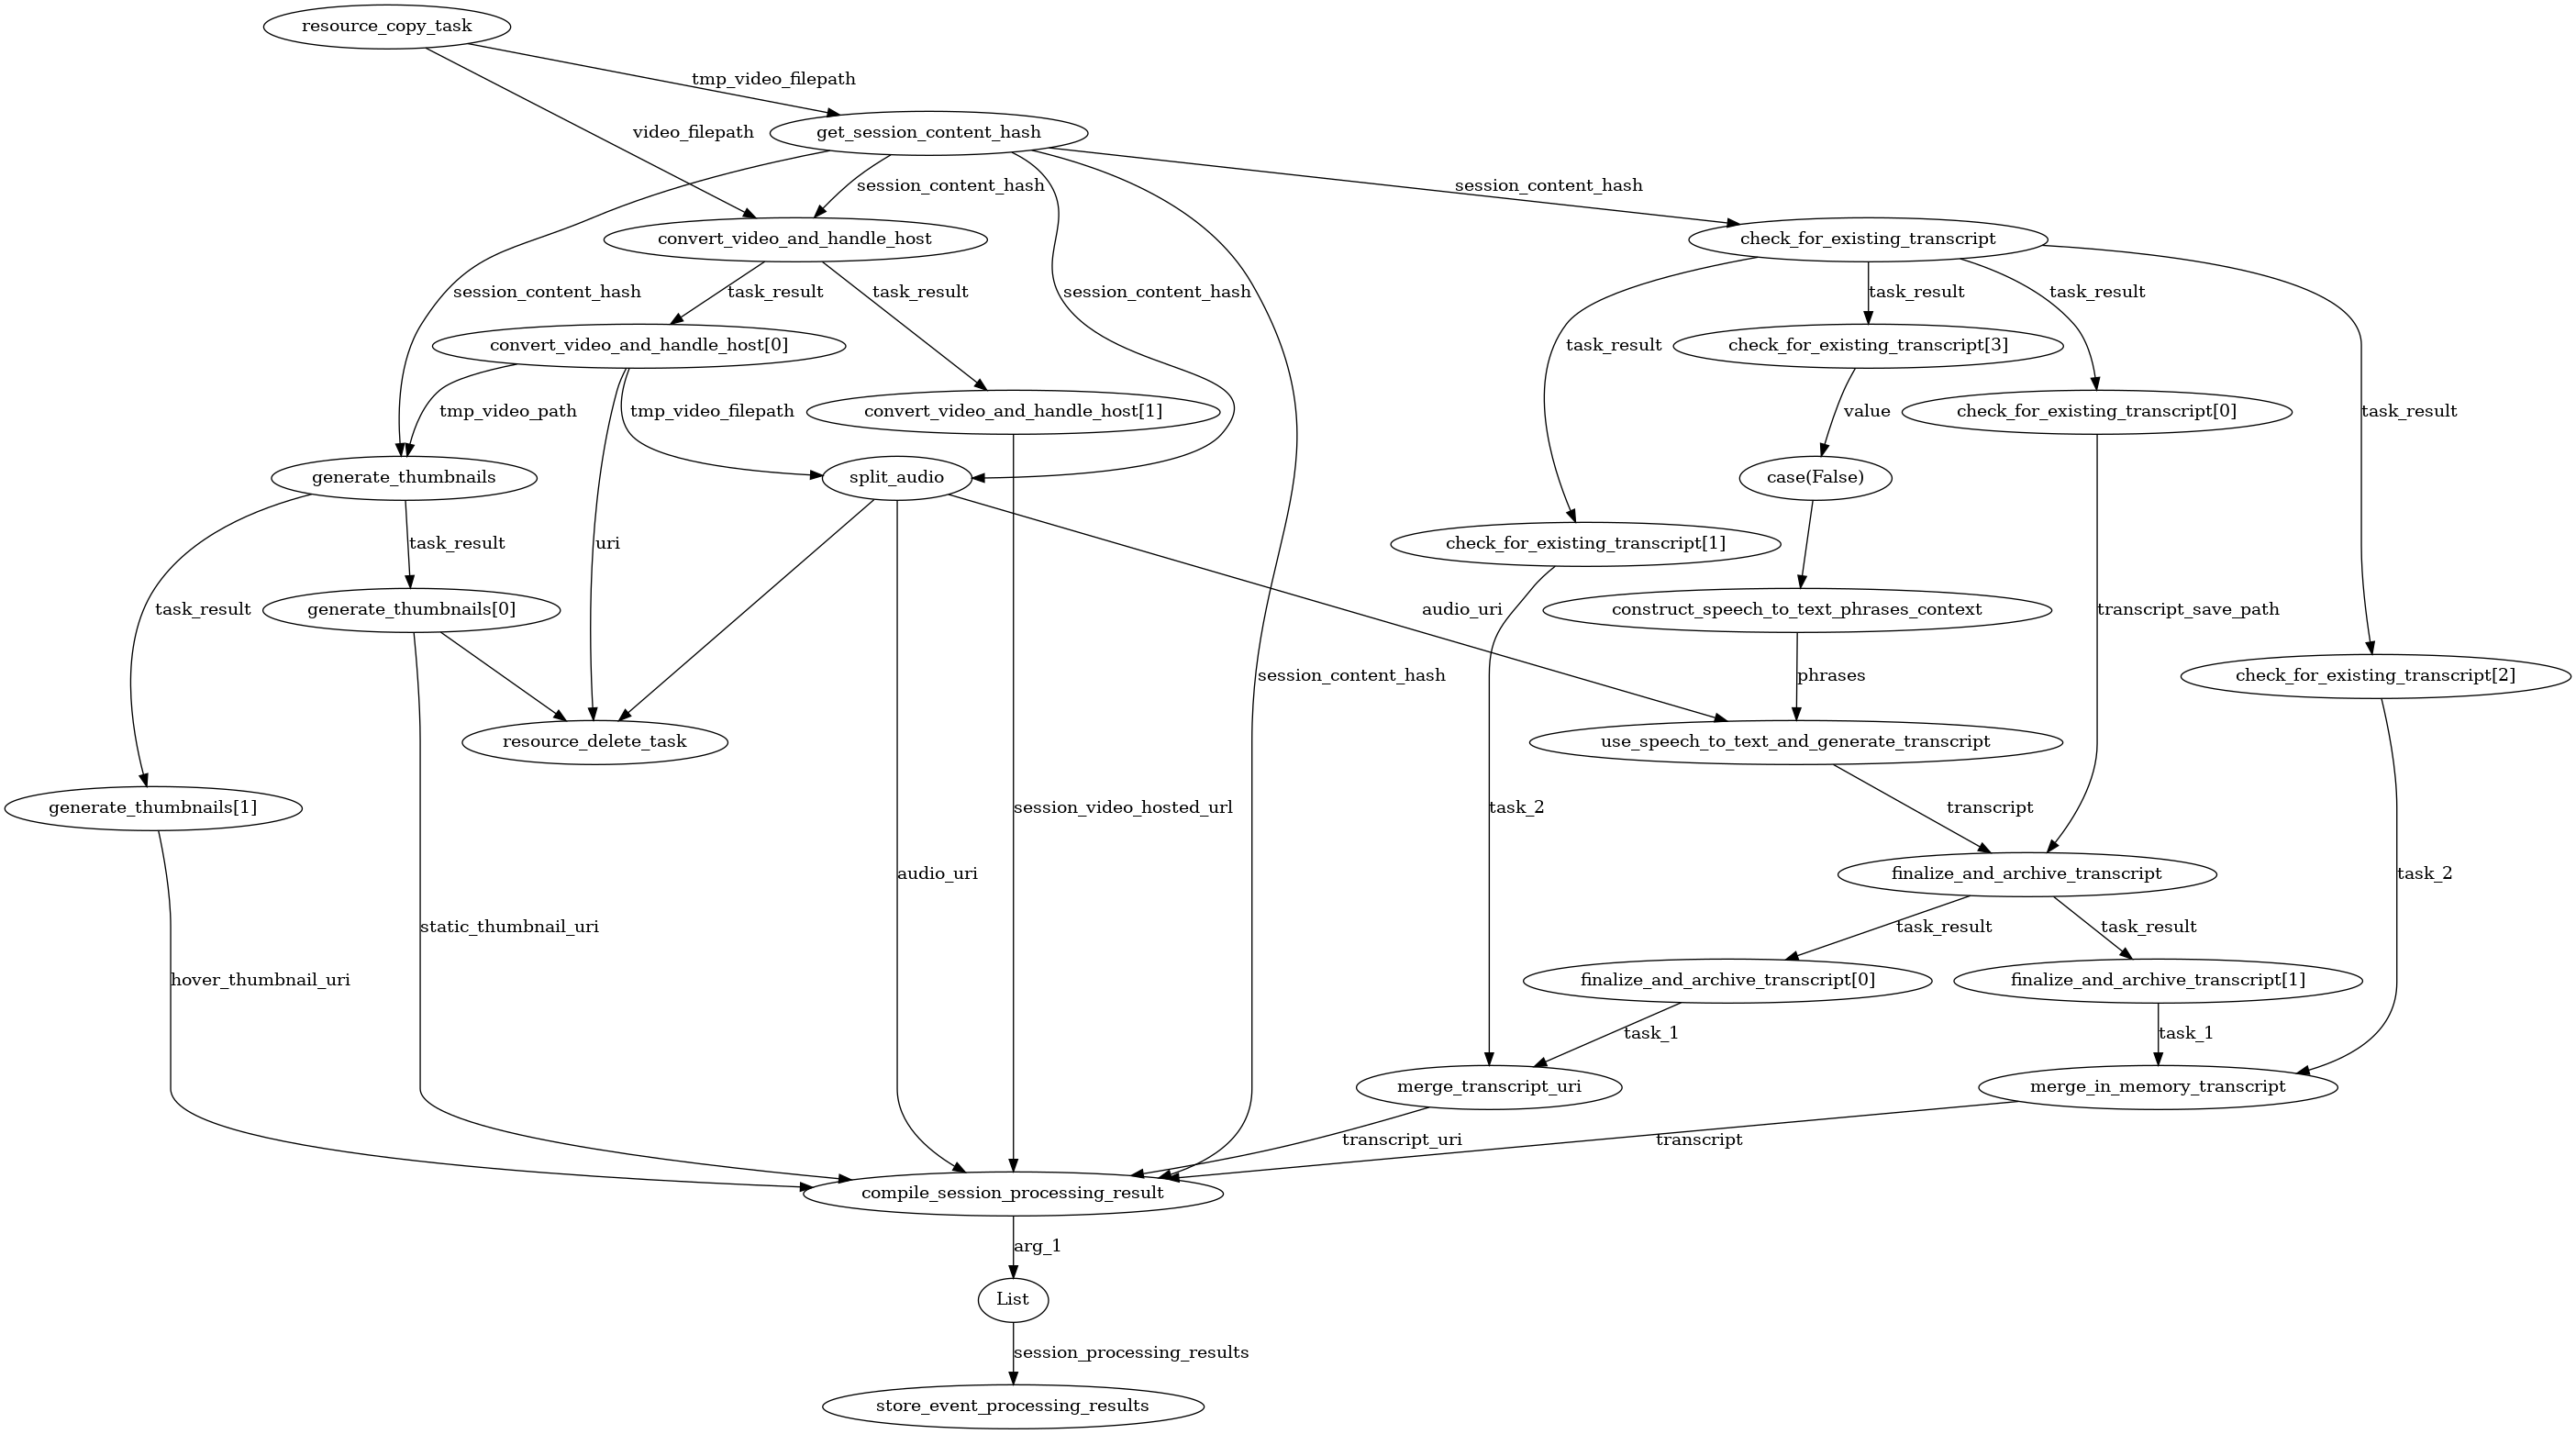 resource_copy_task
tmp_video_filepath
video_filepath
get_session_content_hash
session_content_hash
session_content_hash
convert_video_and_handle_host
check_for_existing_transcript
session_content_hash
task_result
task_result
session_content_hash
task_result
task_result
convert_video_and_handle_host[0]
task_result
check_for_existing_transcript[3]
tmp_video_path
tmp_video_filepath
convert_video_and_handle_host[1]
value
check_for_existing_transcript[0]
task_result
generate_thumbnails
split_audio
case(False)
task_result
uri
check_for_existing_transcript[1]
task_result
generate_thumbnails[0]
audio_uri
construct_speech_to_text_phrases_context
transcript_save_path
session_content_hash
phrases
check_for_existing_transcript[2]
resource_delete_task
use_speech_to_text_and_generate_transcript
generate_thumbnails[1]
session_video_hosted_url
task_2
transcript
audio_uri
finalize_and_archive_transcript
task_2
static_thumbnail_uri
task_result
task_result
hover_thumbnail_uri
finalize_and_archive_transcript[0]
finalize_and_archive_transcript[1]
task_1
task_1
merge_transcript_uri
merge_in_memory_transcript
transcript_uri
transcript
compile_session_processing_result
arg_1
List
session_processing_results
store_event_processing_results